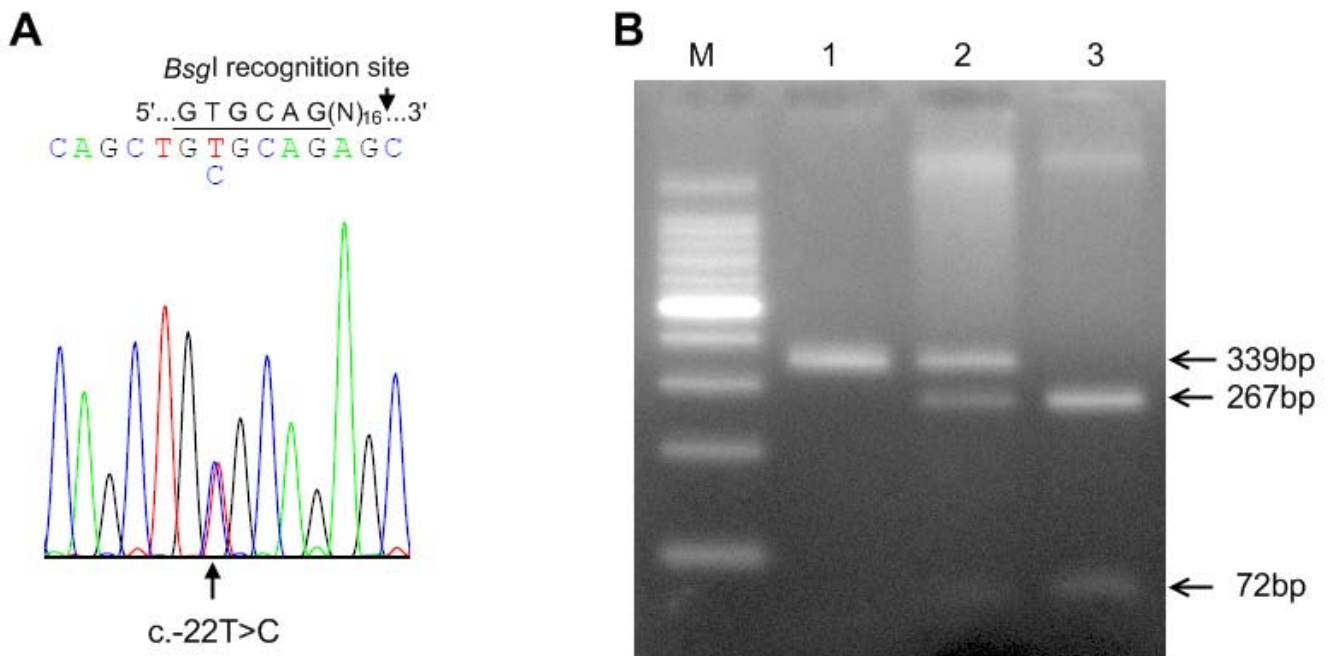 A
BsgI recognition site
5'...GTGCAG(N)16...3'
CAGCTGTGCAGAGC
C
c.-22T>C
B
M 1 2 3
339bp
267bp
72bp